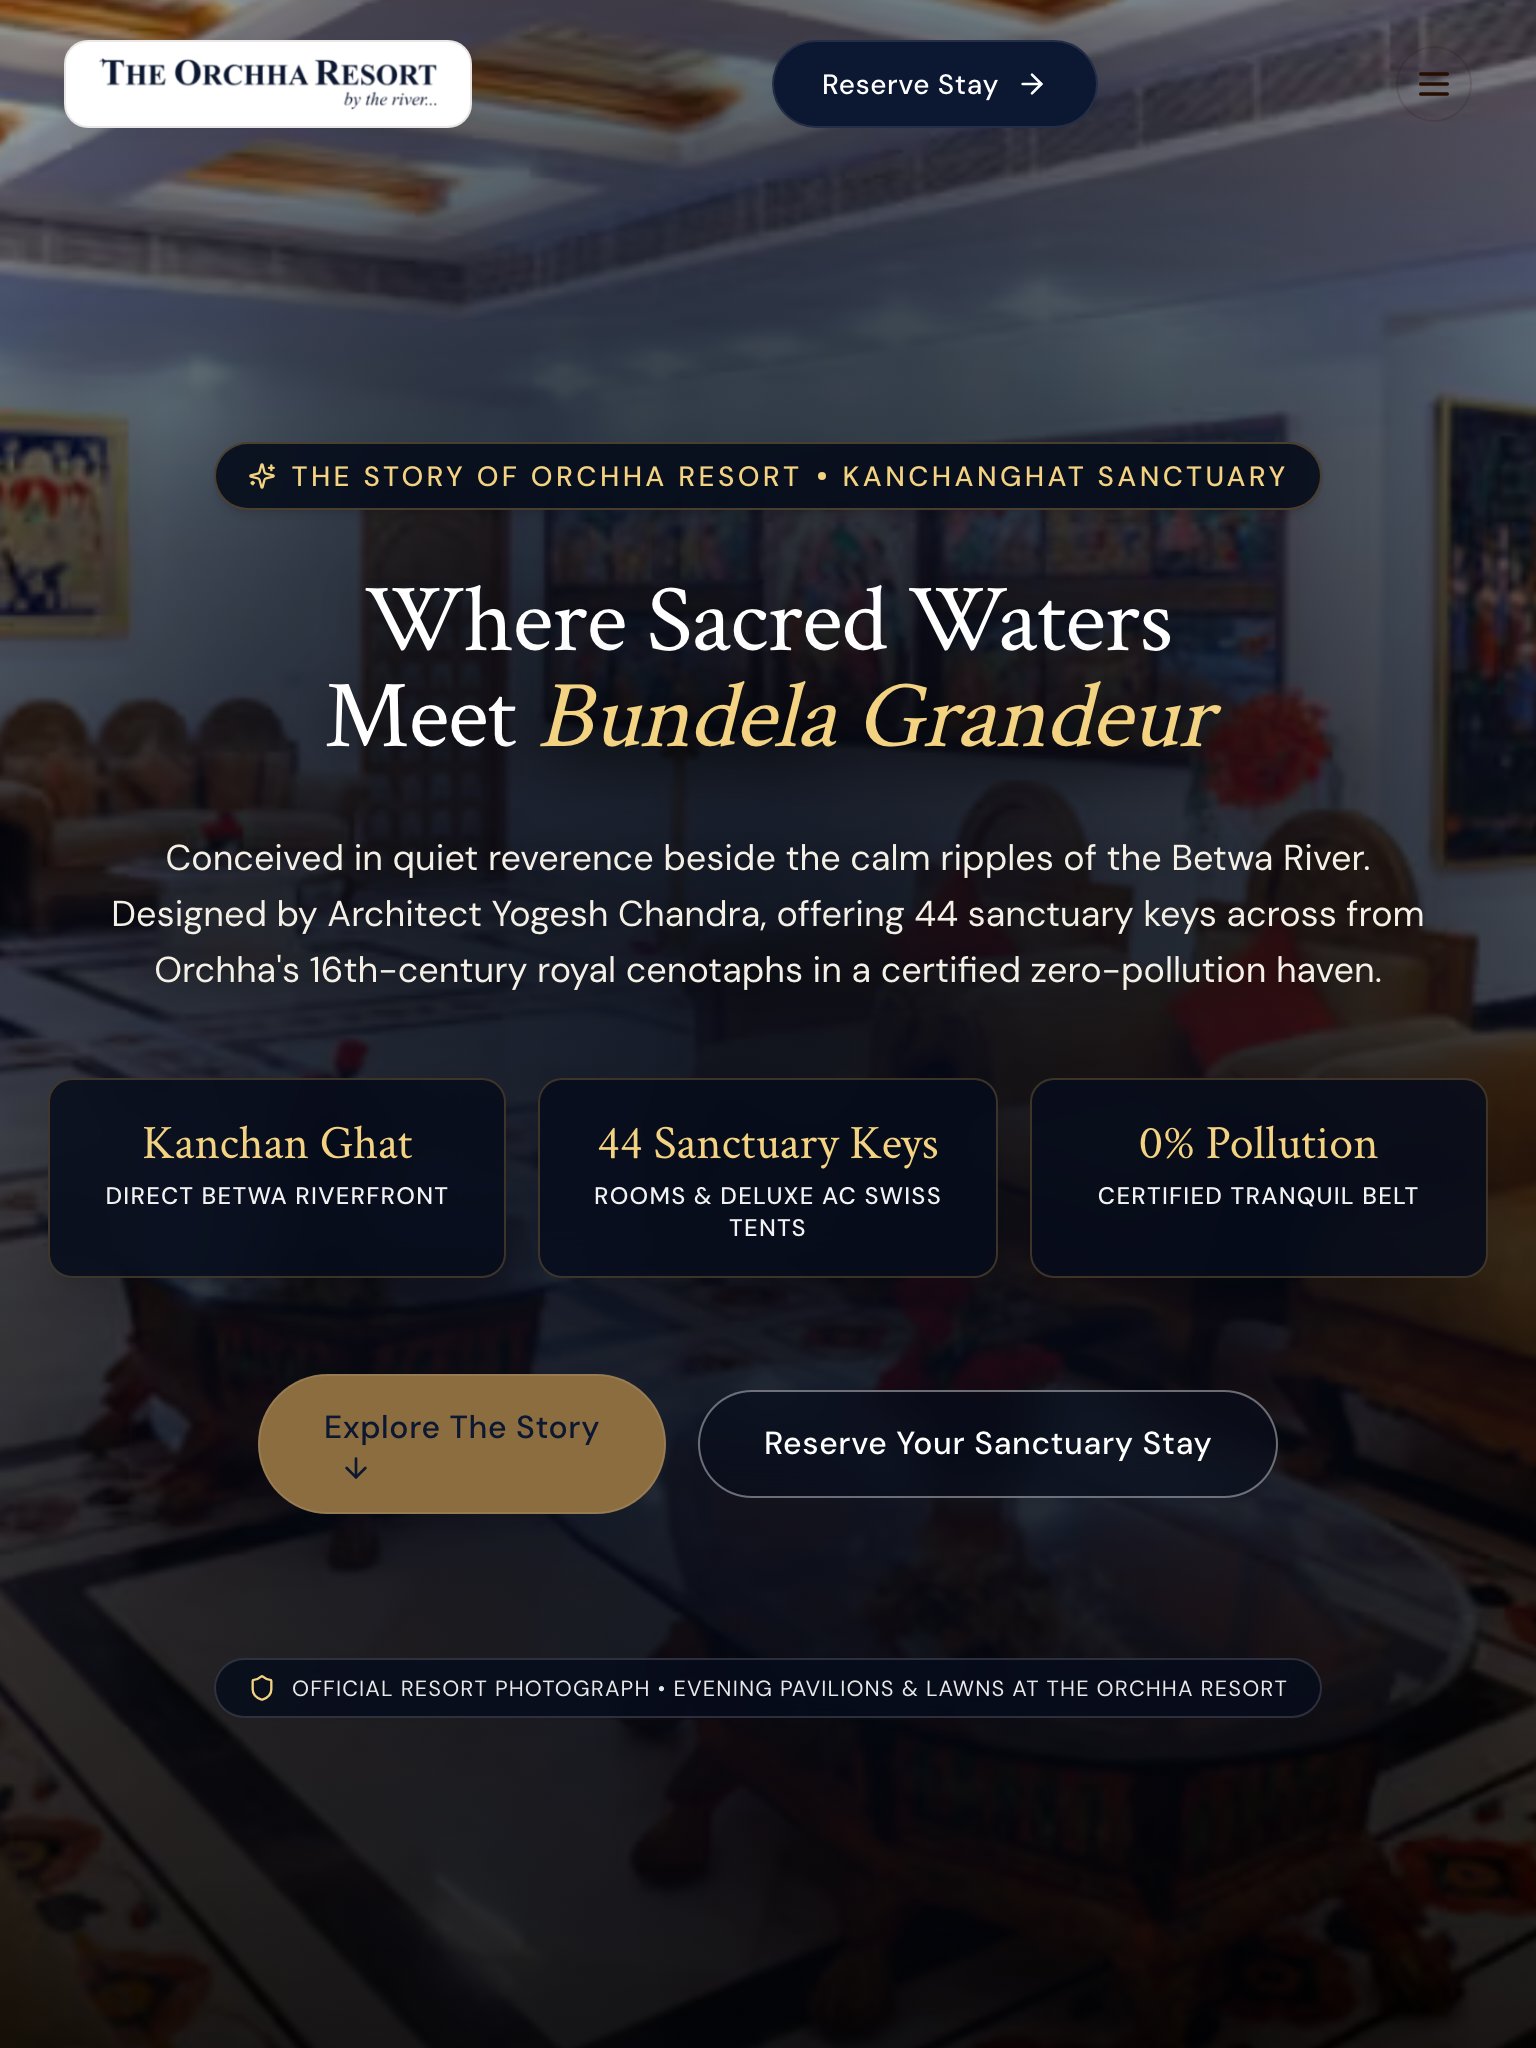 THE ORCHHA RESORT
by the river...
Reserve Stay
THE STORY OF ORCHHA RESORT • KANCHANGHAT SANCTUARY
Where Sacred Waters
Meet Bundela Grandeur
Conceived in quiet reverence beside the calm ripples of the Betwa River.
Designed by Architect Yogesh Chandra, offering 44 sanctuary keys across from
Orchha's 16th-century royal cenotaphs in a certified zero-pollution haven.
Kanchan Ghat
DIRECT BETWA RIVERFRONT
44 Sanctuary Keys
ROOMS & DELUXE AC SWISS
TENTS
0% Pollution
CERTIFIED TRANQUIL BELT
Explore The Story
Reserve Your Sanctuary Stay
OFFICIAL RESORT PHOTOGRAPH • EVENING PAVILIONS & LAWNS AT THE ORCHHA RESORT